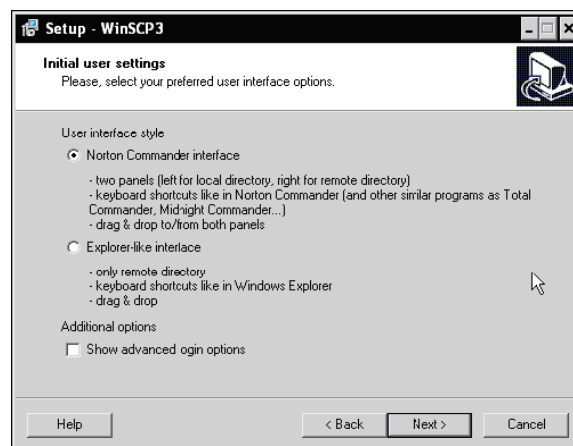 Setup - WinSCP3
Initial user settings
Please, select your preferred user interface options.
User interface style
Norton Commander interface
- two panels (left for local directory, right for remote directory)
- keyboard shortcuts like in Norton Commander (and other similar programs as Total
Commander, Midnight Commander...)
- drag & drop to/from both panels
Explorer-like interlace
- only remote directory
- keyboard shortcuts like in Windows Explorer
- drag & drop
Additional options
Show advanced ogin options
Help
< Back
Next >
Cancel